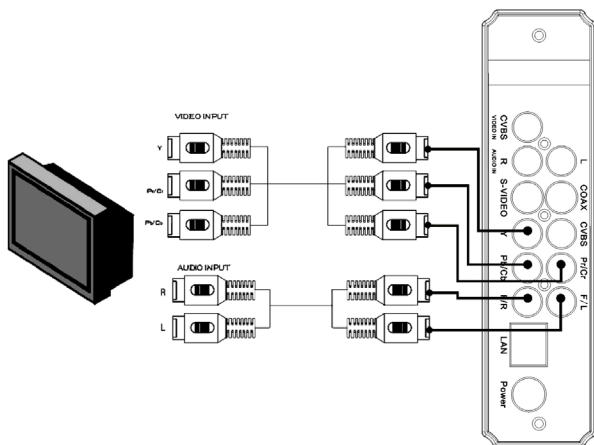 VIDEO INPUT
Y
Pr/Cr
Pb/Cb
AUDIO INPUT
R
L
CVBS
VIDEO IN
AUDIO IN
R
L
S-VIDEO
COAX
Y
CVBS
Pb/Cb
Pr/Cr
F/R
F/L
LAN
Power